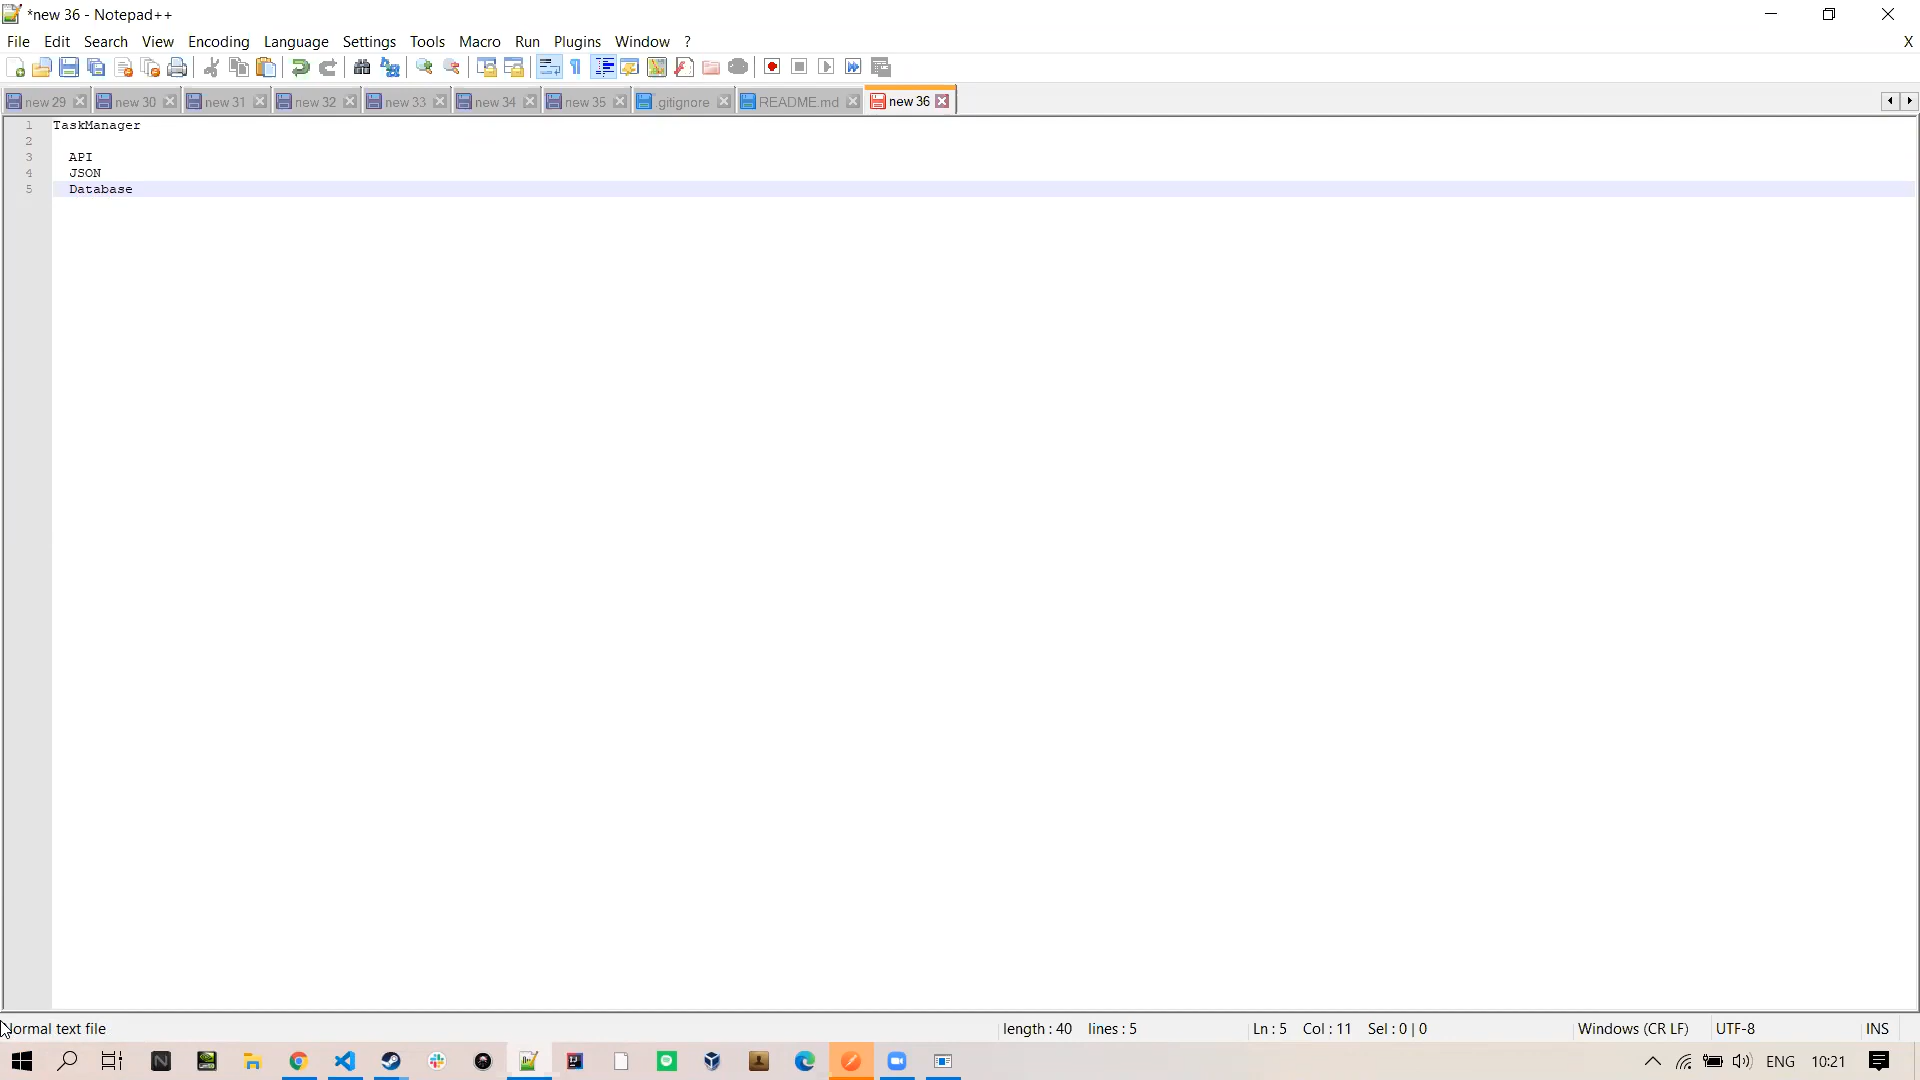 *new 36 - Notepad++
File Edit Search View Encoding Language Settings Tools Macro Run Plugins Window ? X
new 29 new 30 new 31 new 32 new 33 new 34 new 35 gitignore README.md new 36
1 TaskManager
2
3 API
4 JSON
5 Database
Normal text file length : 40 lines : 5 Ln : 5 Col : 11 Sel : 0 | 0 Windows (CR LF) UTF-8 INS
ENG 10:21